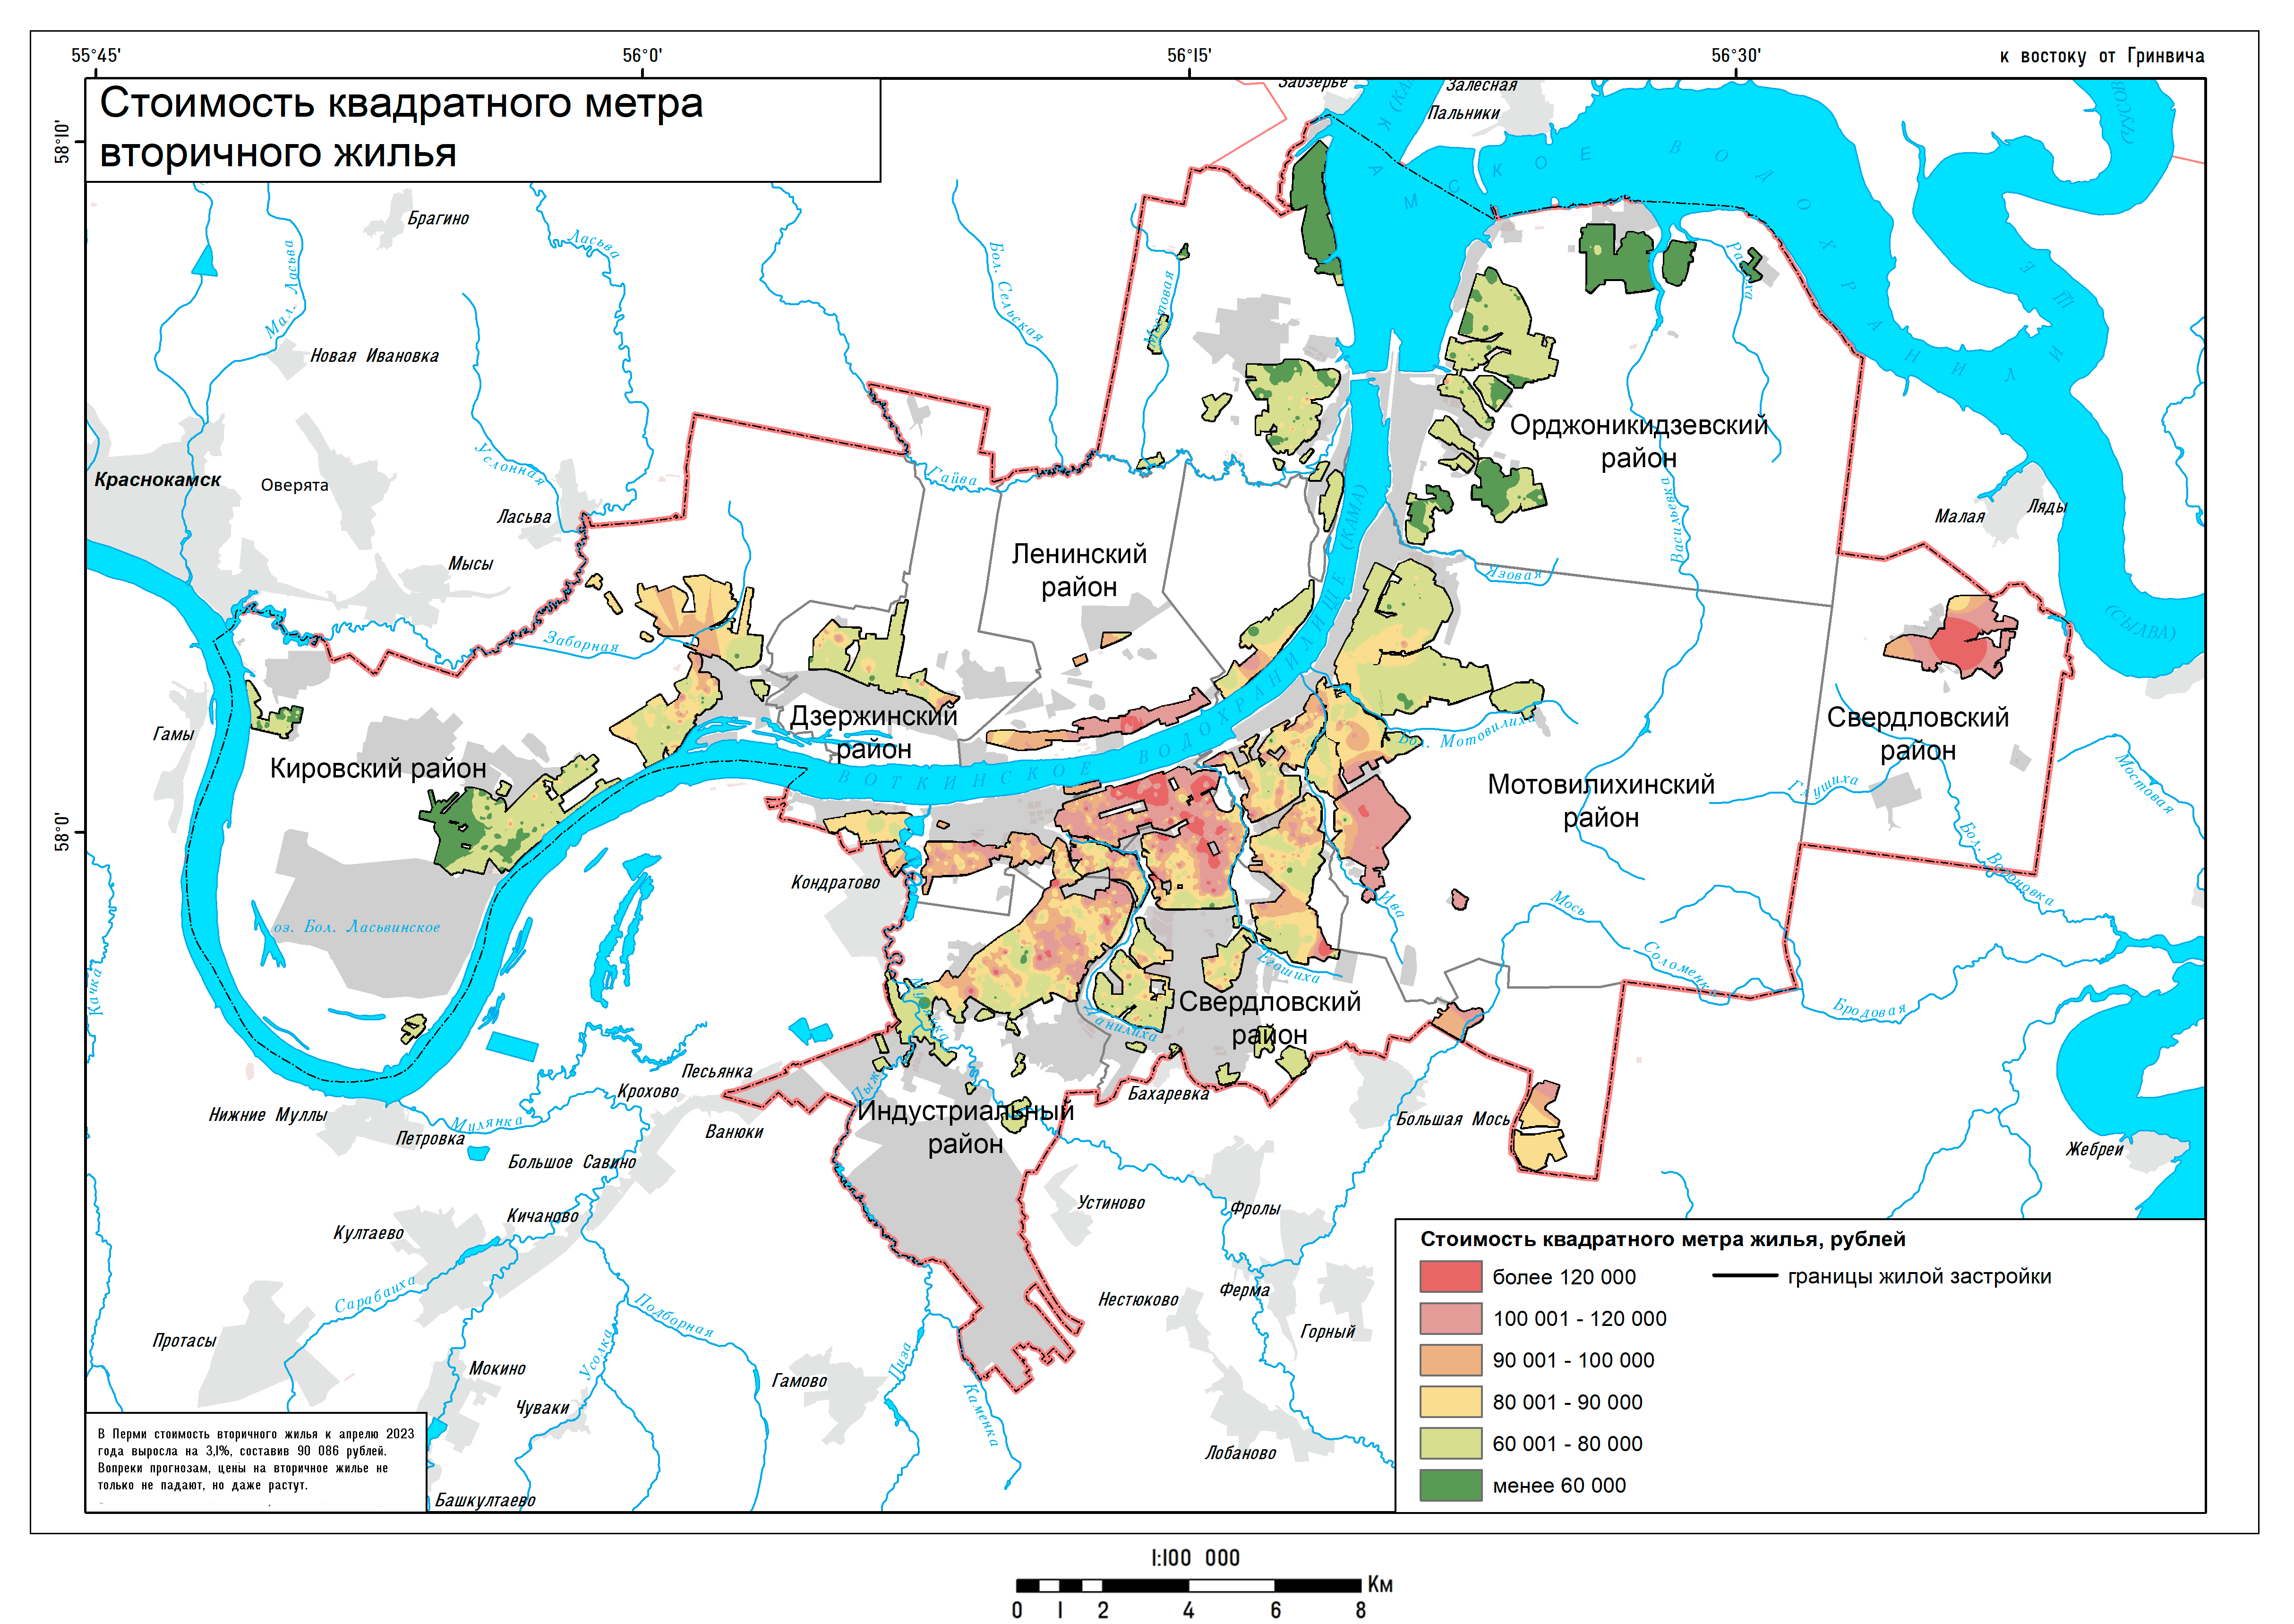 55°45'
56°0'
56°15'
56°30'
к востоку от Гринвича
58°10'
58°0'
Стоимость квадратного метра
вторичного жилья
Заозерье
Залесная
Пальники
Брагино
Ласьва
Мал. Ласьва
Бол. Сельская
Мостовая
Новая Ивановка
КАМСКОЕ ВОДОХРАНИЛИЩЕ
(СЫЛВА)
Краснокамск
Оверята
Услонная
Ласьва
Мысы
Гайва
Орджоникидзевский
район
Васильевка
Малая
Ляды
Ленинский
район
Язовая
Заборная
Гамы
Кировский район
Дзержинский
район
ВОТКИНСКОЕ ВОДОХРАНИЛИЩЕ (КАМА)
Бол. Мотовилиха
Мотовилихинский
район
Свердловский
район
Глушиха
Мостовая
Бол. Вороновка
Кондратово
Ива
Мось
Соломенка
Бродовая
оз. Бол. Ласьвинское
Качка
Мулянка
Егошиха
Данилиха
Свердловский
район
Песьянка
Крохово
Нижние Муллы
Мулянка
Петровка
Ванюки
Пыж
Индустриальный
район
Бахаревка
Большая Мось
Жебреи
Большое Савино
Кичаново
Култаево
Устиново
Фролы
Сарабаиха
Подборная
Протасы
Нестюково
Ферма
Горный
Усолка
Мокино
Гамово
Пиза
Каменка
Чуваки
Лобаново
Башкултаево
Стоимость квадратного метра жилья, рублей
более 120 000
границы жилой застройки
100 001 - 120 000
90 001 - 100 000
80 001 - 90 000
60 001 - 80 000
менее 60 000
В Перми стоимость вторичного жилья к апрелю 2023
года выросла на 3,1%, составив 90 086 рублей.
Вопреки прогнозам, цены на вторичное жилье не
только не падают, но даже растут.
1:100 000
Км
0 1 2 4 6 8